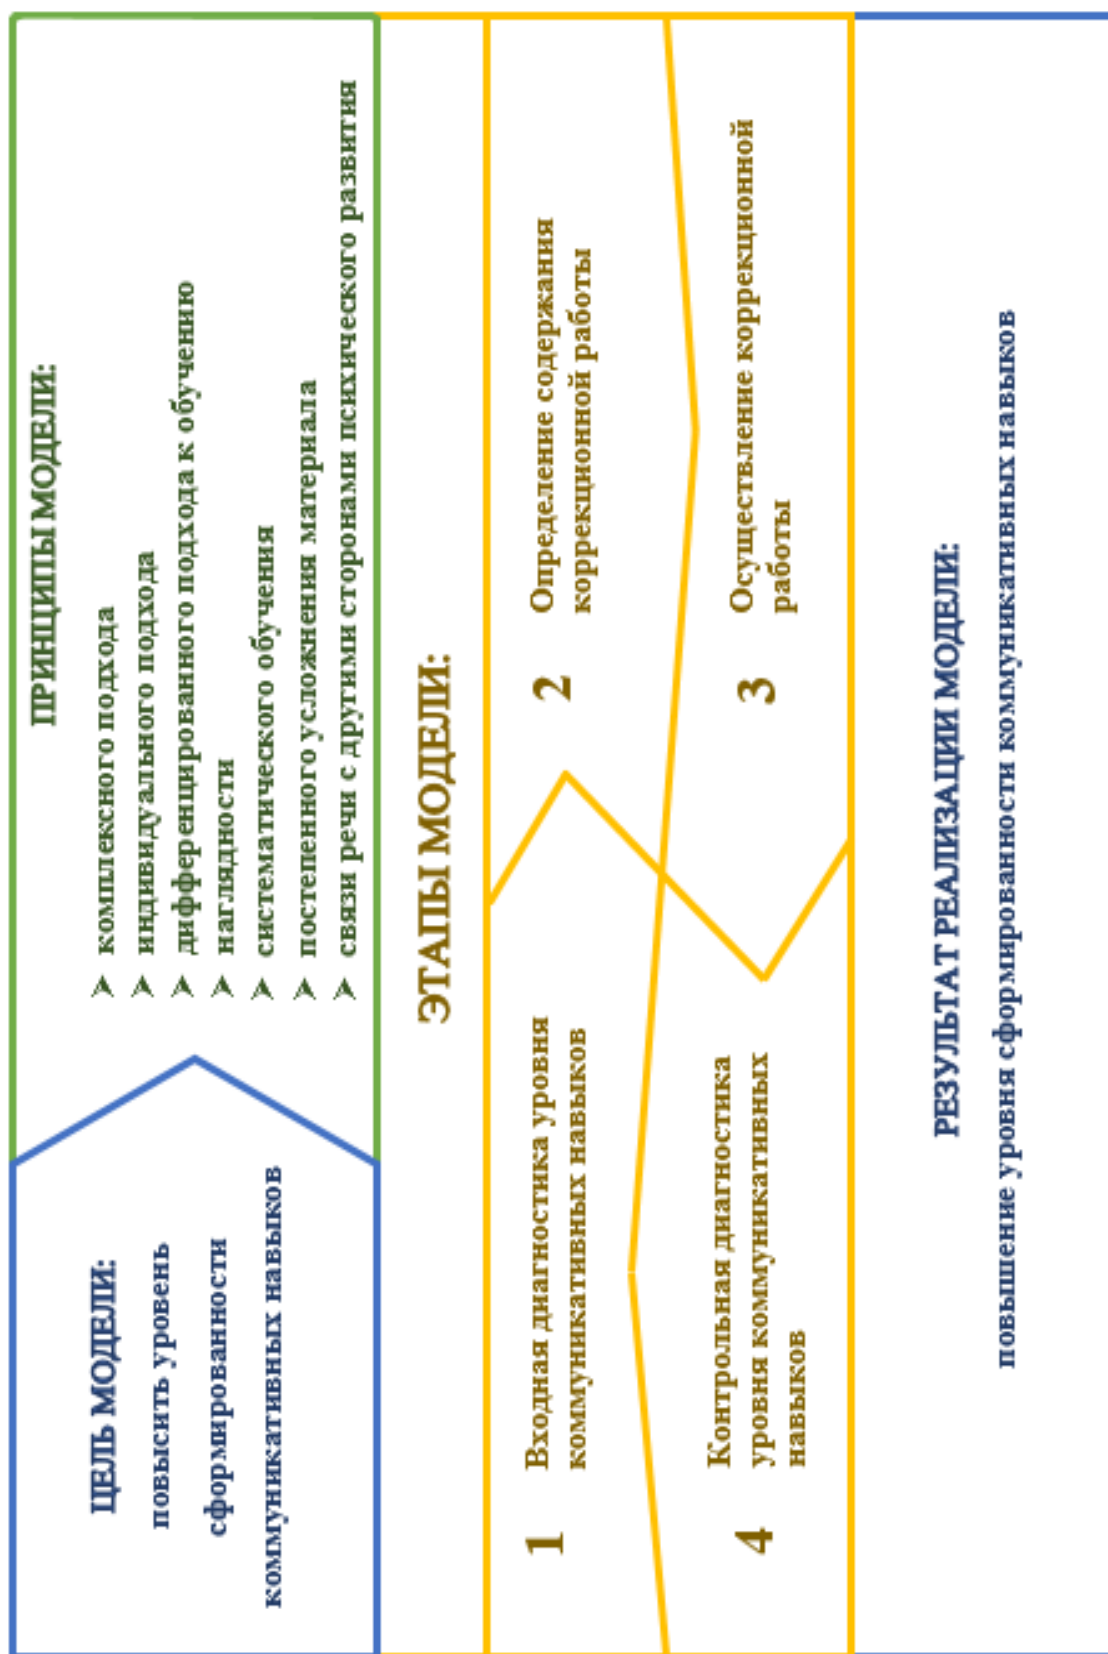 ЦЕЛЬ МОДЕЛИ:
повысить уровень
сформированности
коммуникативных навыков
ПРИНЦИПЫ МОДЕЛИ:
➢ комплексного подхода
➢ индивидуального подхода
➢ дифференцированного подхода к обучению
➢ наглядности
➢ систематического обучения
➢ постепенного усложнения материала
➢ связи речи с другими сторонами психического развития
ЭТАПЫ МОДЕЛИ:
1 Входная диагностика уровня
коммуникативных навыков
2 Определение содержания
коррекционной работы
3 Осуществление коррекционной
работы
4 Контрольная диагностика
уровня коммуникативных
навыков
РЕЗУЛЬТАТ РЕАЛИЗАЦИИ МОДЕЛИ:
повышение уровня сформированности коммуникативных навыков